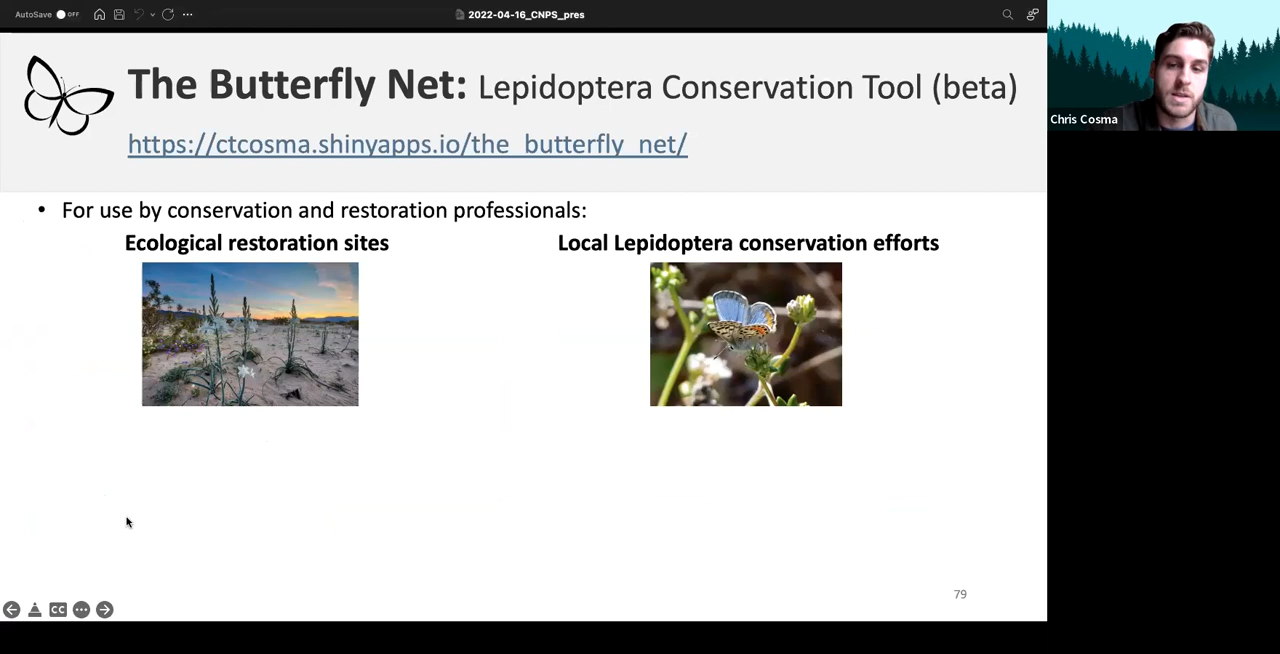 AutoSave OFF
2022-04-16_CNPS_pres
The Butterfly Net: Lepidoptera Conservation Tool (beta)
https://ctcosma.shinyapps.io/the_butterfly_net/
Chris Cosma
• For use by conservation and restoration professionals:
Ecological restoration sites
Local Lepidoptera conservation efforts
79
CC